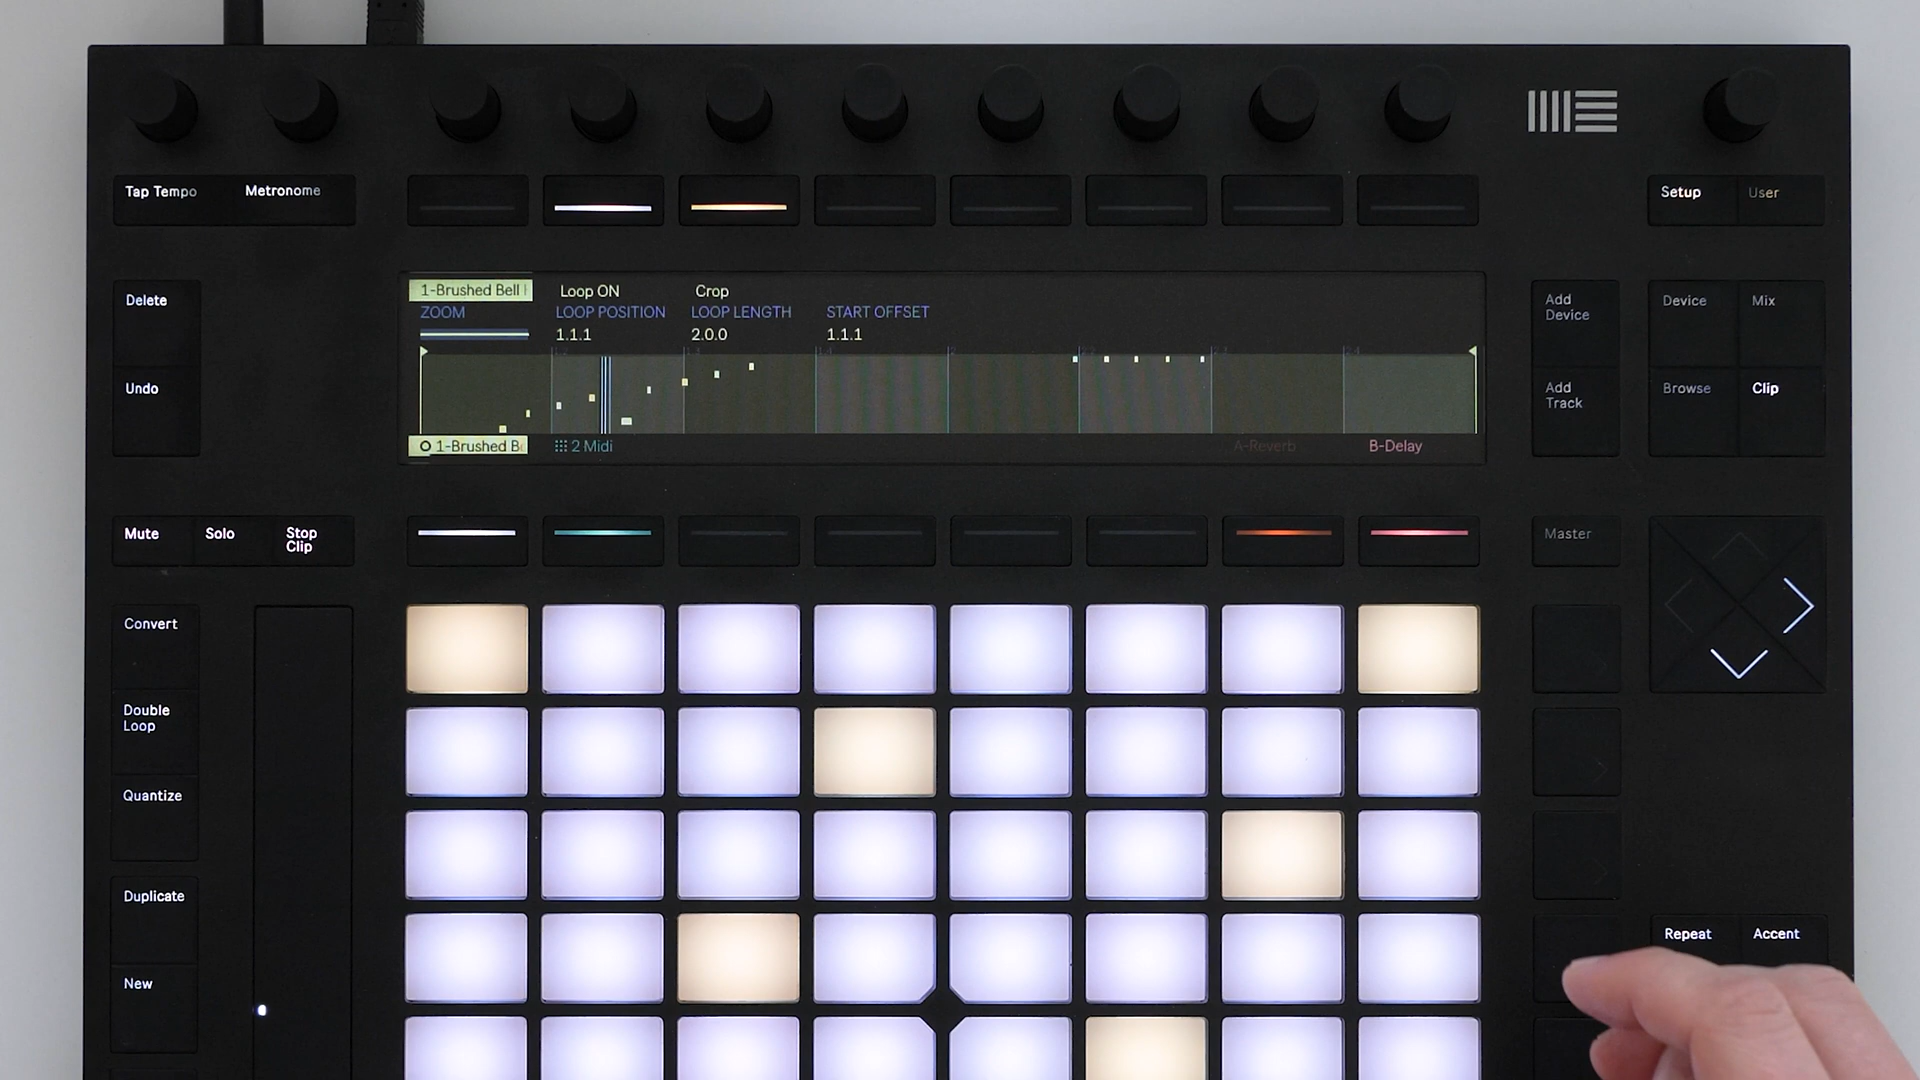 Tap Tempo Metronome
Setup User
Delete
Undo
1-Brushed Bell Loop ON Crop
ZOOM LOOP POSITION LOOP LENGTH START OFFSET
1.1.1 2.0.0 1.1.1
1-Brushed B 2 Midi A-Reverb B-Delay
Add
Device
Device Mix
Add
Track
Browse Clip
Mute Solo Stop
Clip
Master
Convert
Double
Loop
Quantize
Duplicate
New
Repeat Accent